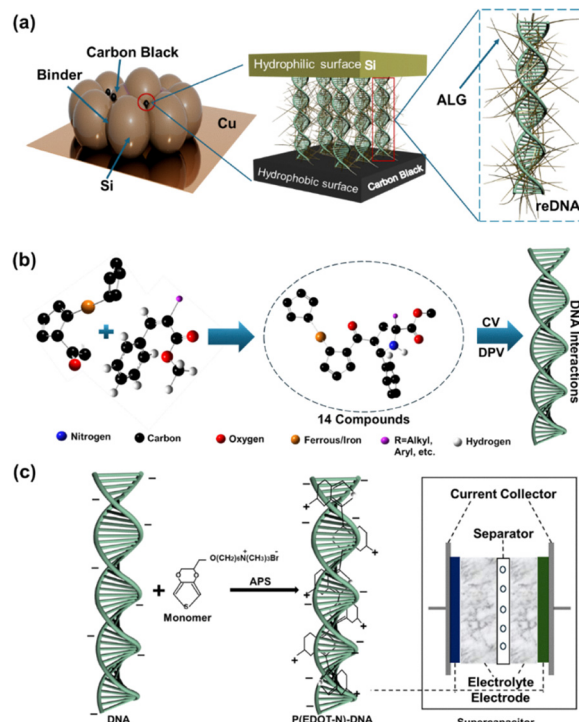 (a)
Carbon Black
Binder
Cu
Si
Hydrophilic surface
Si
Hydrophobic surface
Carbon Black
ALG
reDNA
(b)
14 Compounds
CV
DPV
DNA Interactions
Nitrogen
Carbon
Oxygen
Ferrous/Iron
R=Alkyl,
Aryl, etc.
Hydrogen
(c)
O(CH2)6N+(CH3)3Br−
S
Monomer
APS
DNA
P(EDOT-N)-DNA
Current Collector
Separator
Electrolyte
Electrode
Supercapacitor